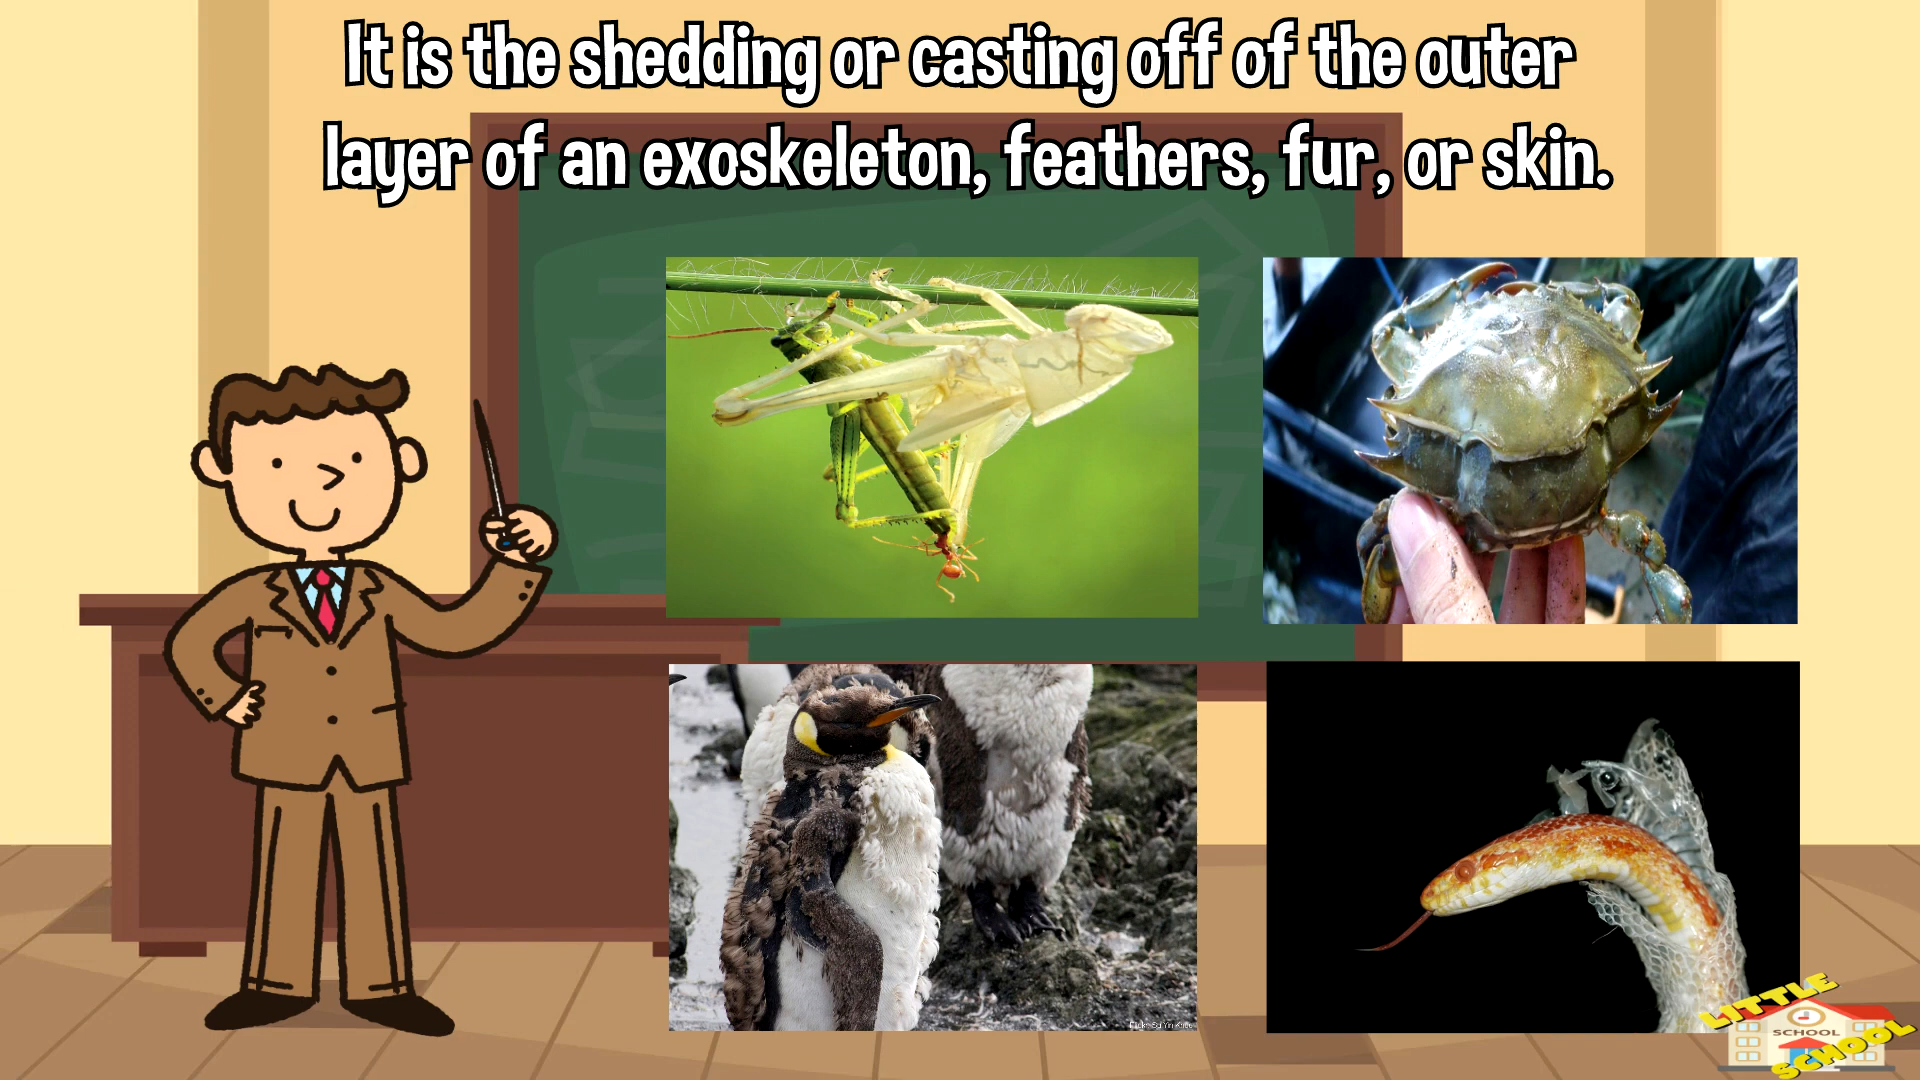 It is the shedding or casting off of the outer
layer of an exoskeleton, feathers, fur, or skin.
LITTLE
SCHOOL
SCHOOL